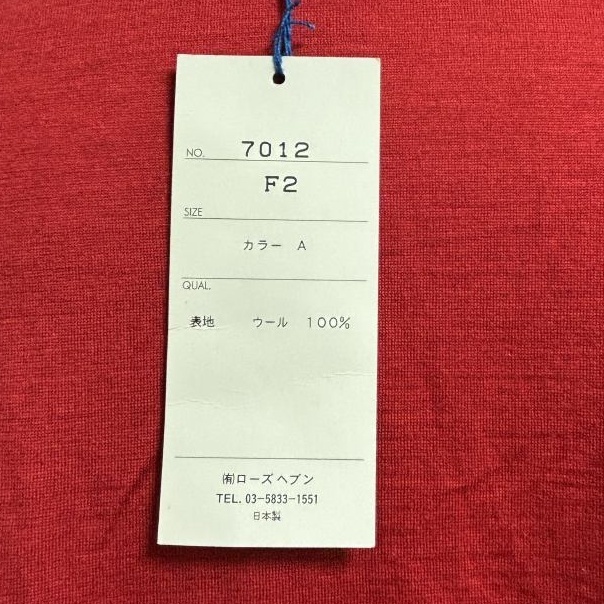 NO. 7012
F2
SIZE
カラー A
QUAL.
表地 ウール 100%
㈲ローズヘブン
TEL. 03-5833-1551
日本製